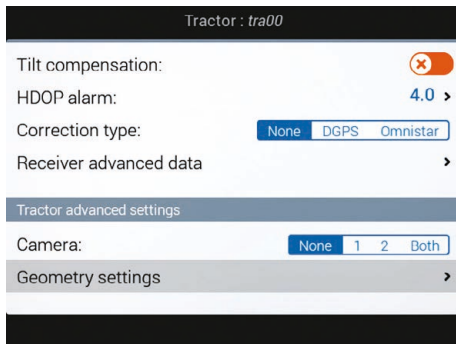 Tractor : tra00
Tilt compensation:
HDOP alarm: 4.0 >
Correction type: None DGPS Omnistar
Receiver advanced data >
Tractor advanced settings
Camera: None 1 2 Both
Geometry settings >